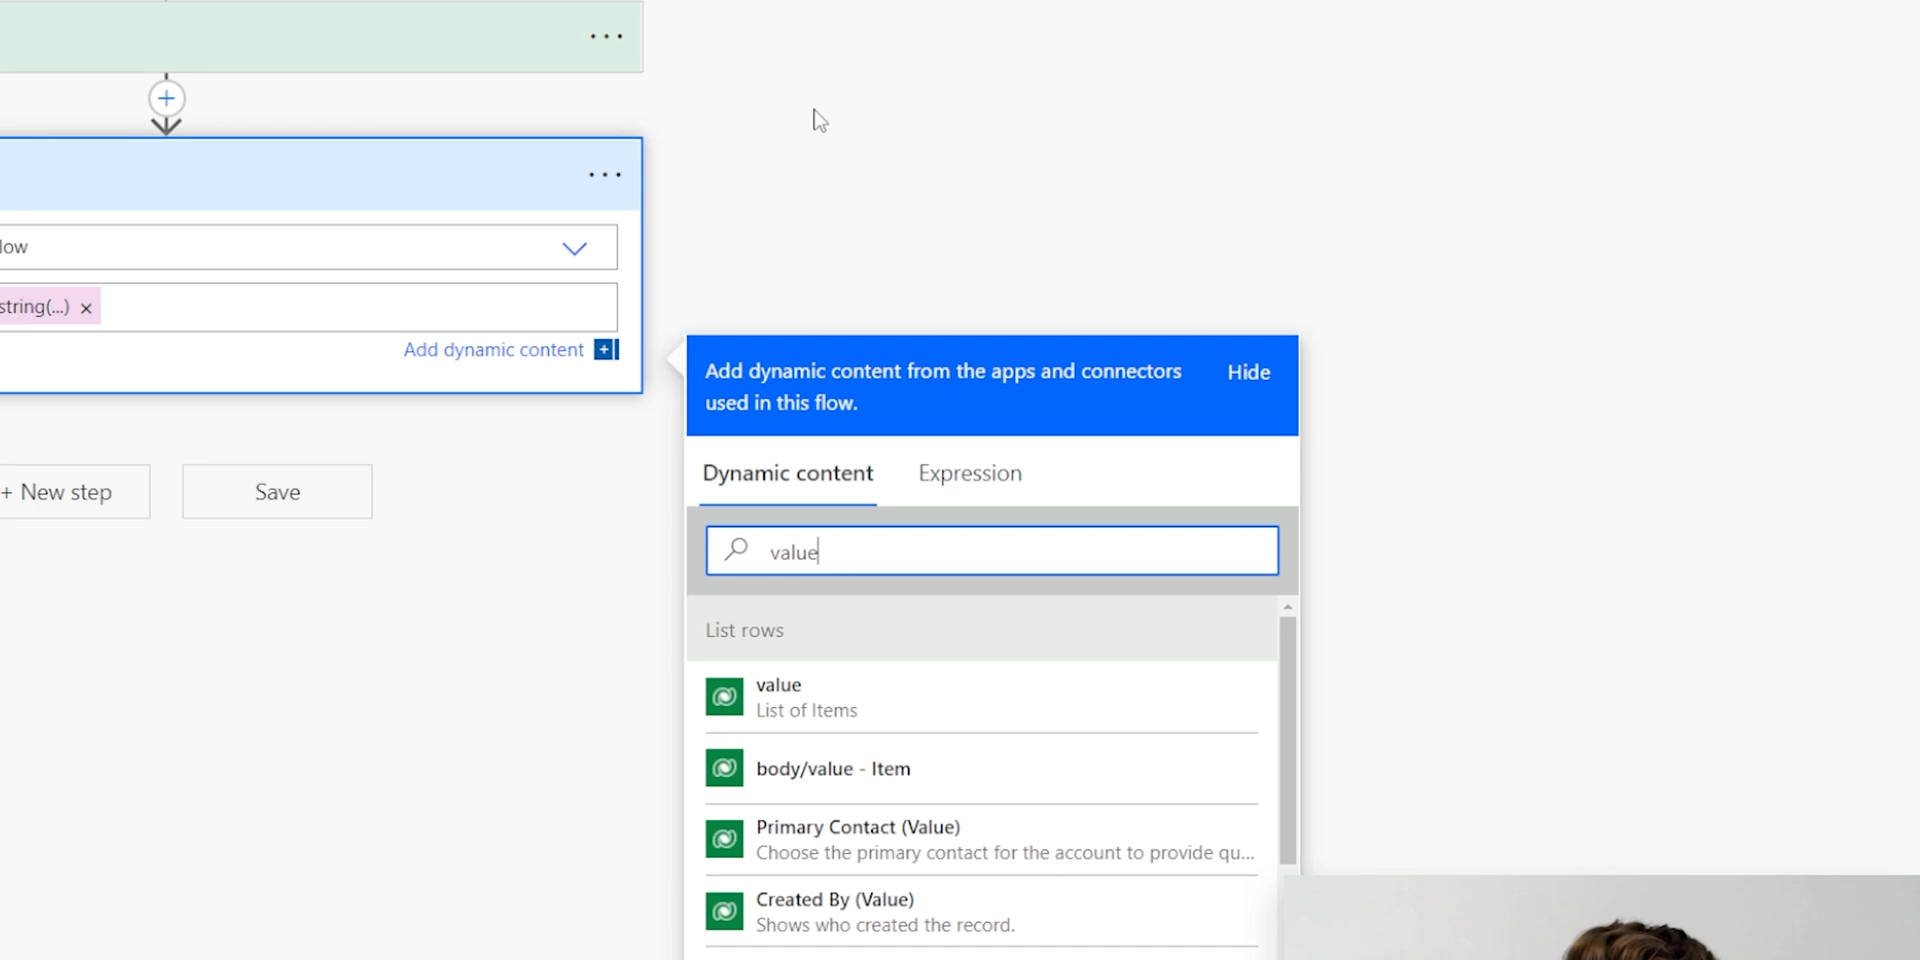 low
string(...) ×
Add dynamic content
+ New step
Save
Add dynamic content from the apps and connectors
used in this flow.
Hide
Dynamic content
Expression
value
List rows
value
List of Items
body/value - Item
Primary Contact (Value)
Choose the primary contact for the account to provide qu...
Created By (Value)
Shows who created the record.